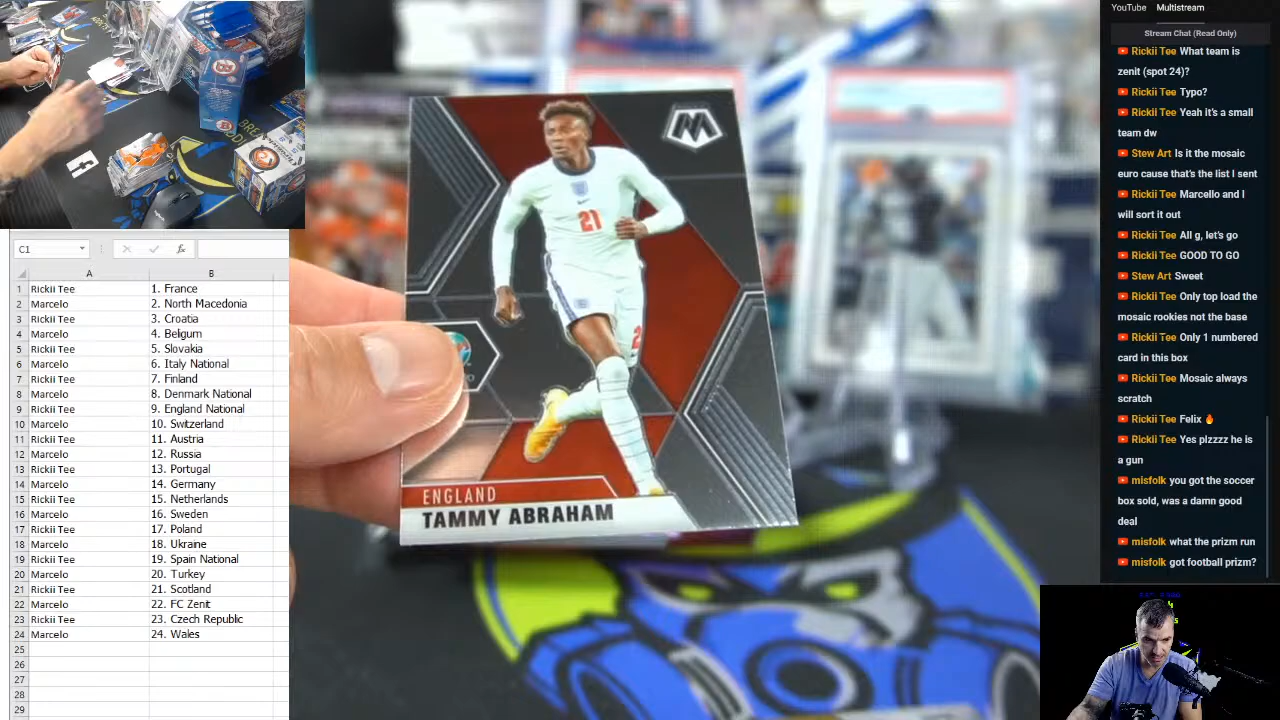 YouTube Multistream
Stream Chat (Read Only)
Rickii Tee What team is
zenit (spot 24)?
Rickii Tee Typo?
Rickii Tee Yeah it's a small
team dw
Stew Art Is it the mosaic
euro cause that's the list I sent
Rickii Tee Marcello and I
will sort it out
Rickii Tee All g, let's go
Rickii Tee GOOD TO GO
Stew Art Sweet
Rickii Tee Only top load the
mosaic rookies not the base
Rickii Tee Only 1 numbered
card in this box
Rickii Tee Mosaic always
scratch
Rickii Tee Felix 🔥
Rickii Tee Yes plzzzz he is
a gun
misfolk you got the soccer
box sold, was a damn good
deal
misfolk what the prizm run
misfolk got football prizm?
M
21
2
ENGLAND
TAMMY ABRAHAM
C1
fx
A B
1 Rickii Tee 1. France
2 Marcelo 2. North Macedonia
3 Rickii Tee 3. Croatia
4 Marcelo 4. Belgum
5 Rickii Tee 5. Slovakia
6 Marcelo 6. Italy National
7 Rickii Tee 7. Finland
8 Marcelo 8. Denmark National
9 Rickii Tee 9. England National
10 Marcelo 10. Switzerland
11 Rickii Tee 11. Austria
12 Marcelo 12. Russia
13 Rickii Tee 13. Portugal
14 Marcelo 14. Germany
15 Rickii Tee 15. Netherlands
16 Marcelo 16. Sweden
17 Rickii Tee 17. Poland
18 Marcelo 18. Ukraine
19 Rickii Tee 19. Spain National
20 Marcelo 20. Turkey
21 Rickii Tee 21. Scotland
22 Marcelo 22. FC Zenit
23 Rickii Tee 23. Czech Republic
24 Marcelo 24. Wales
25
26
27
28
29